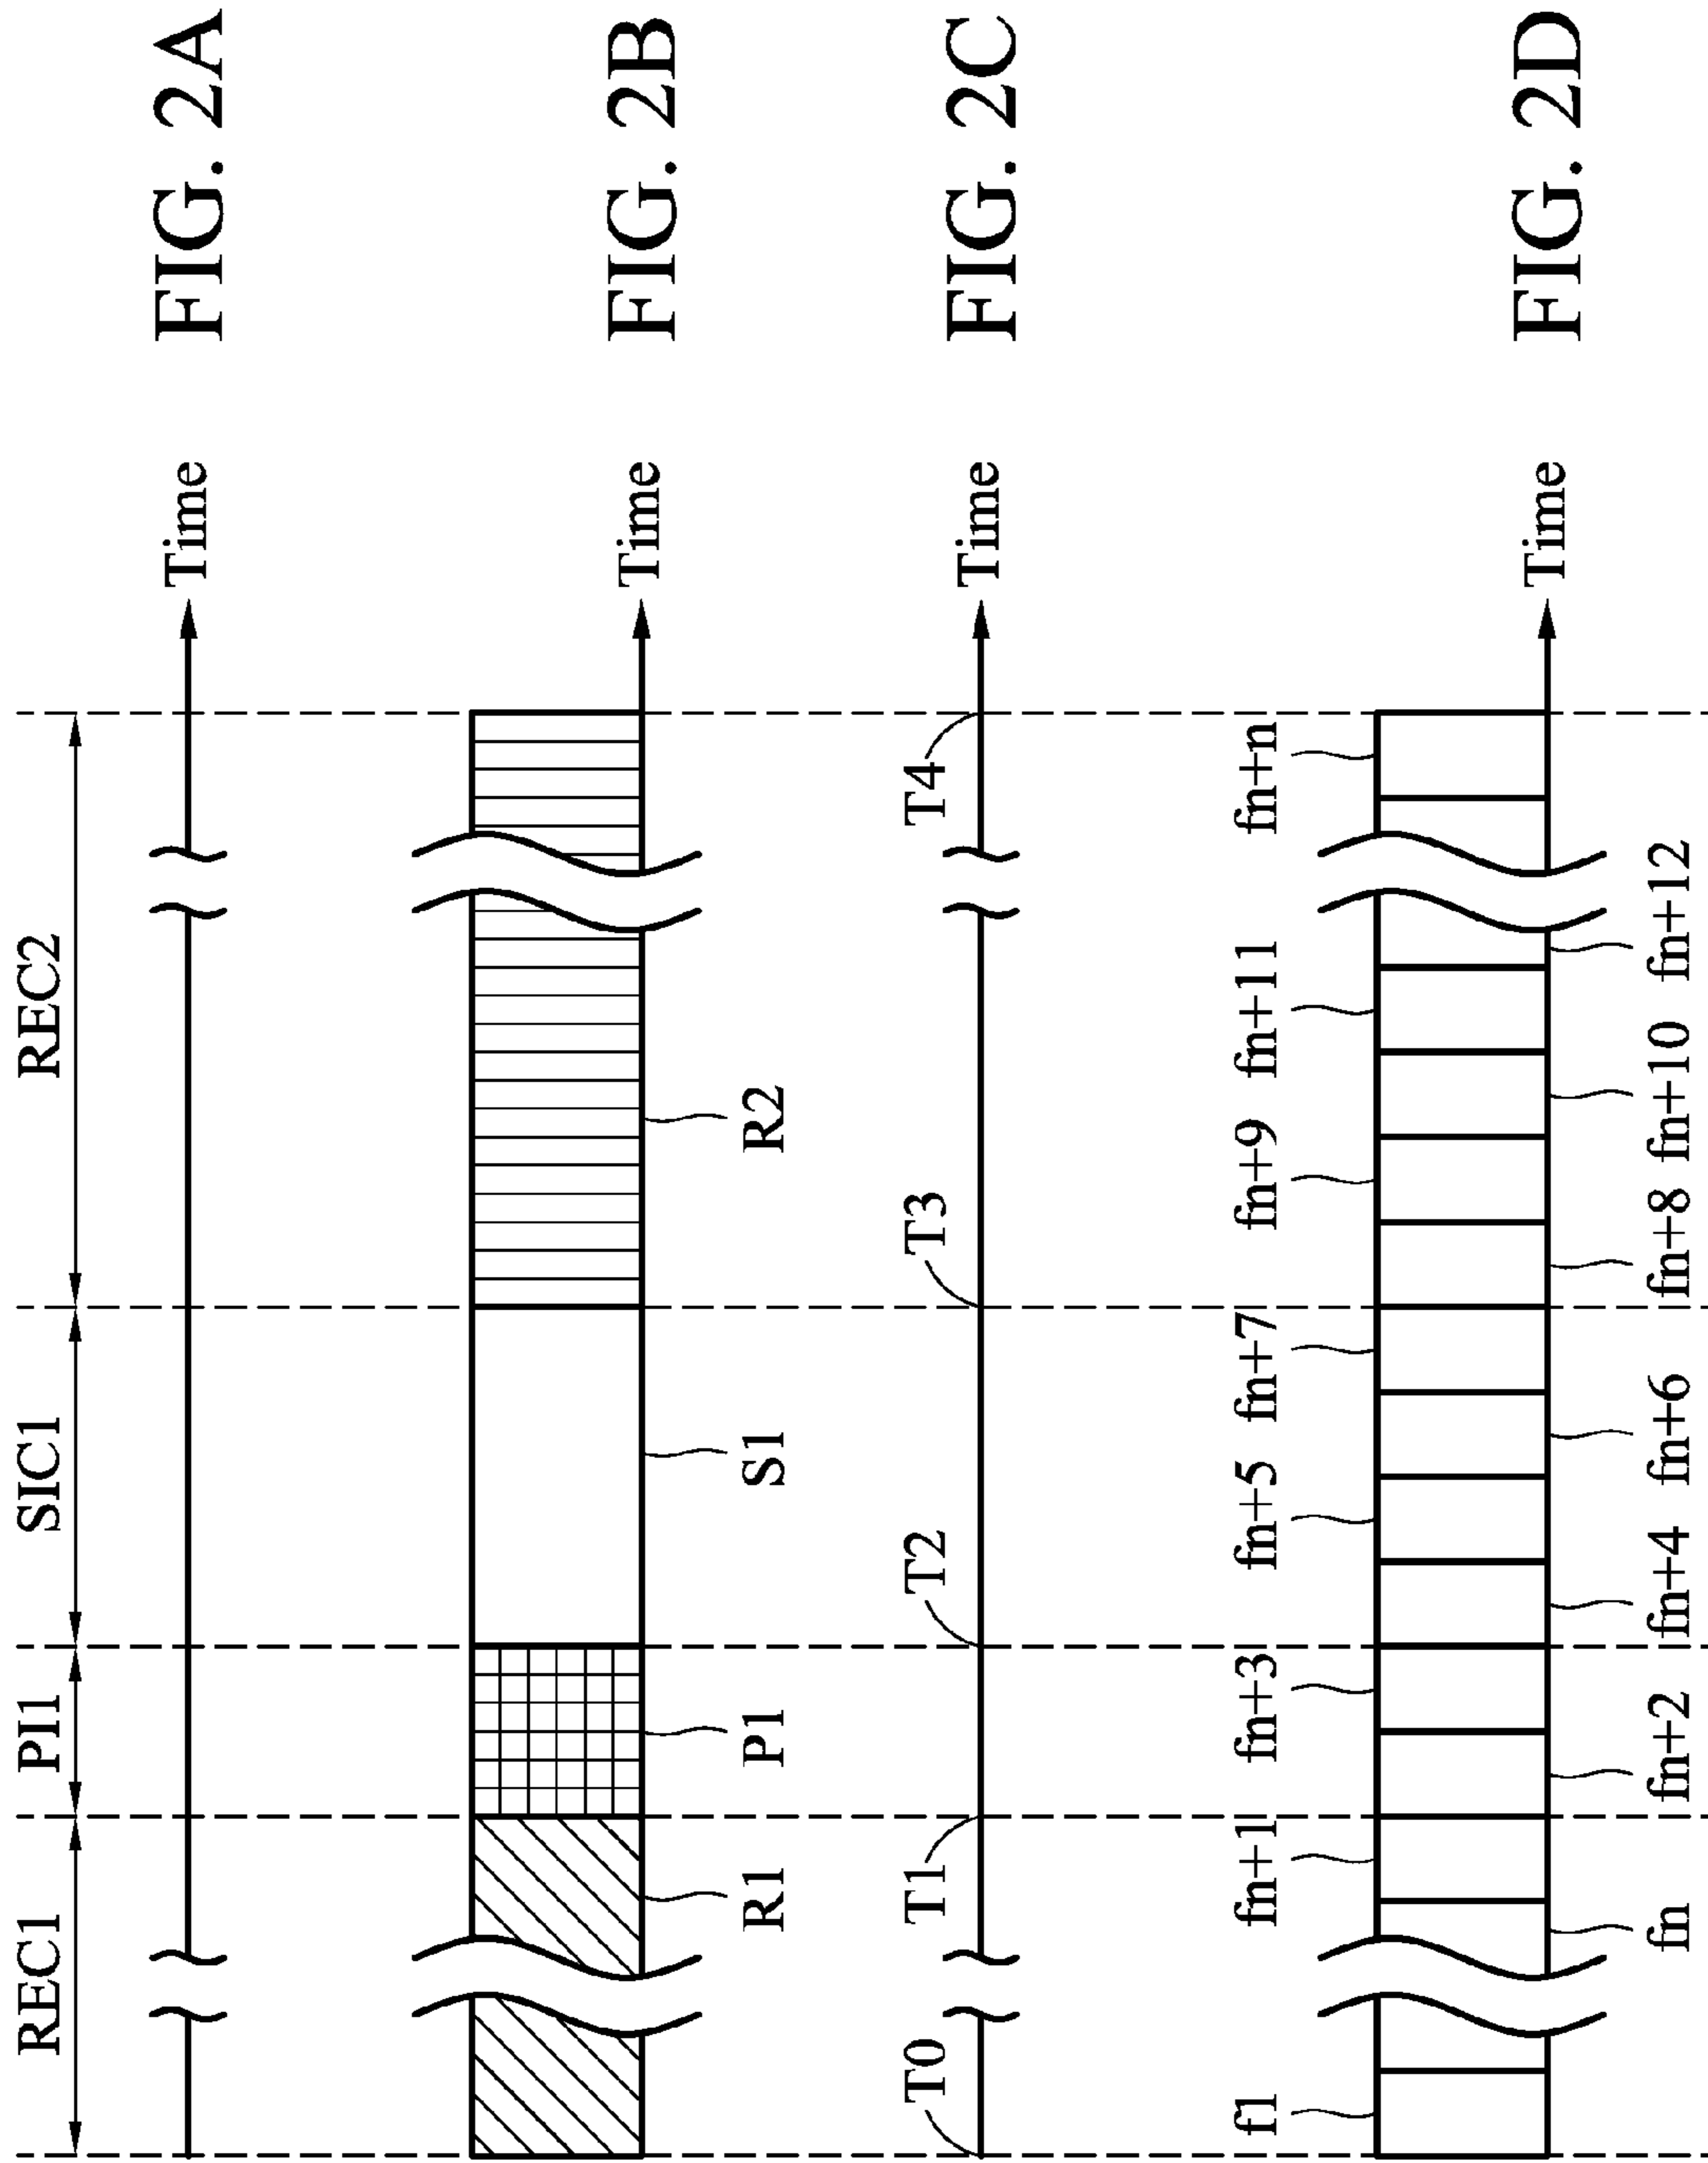 REC1 PI1 SIC1 REC2
Time FIG. 2A
Time FIG. 2B
R1 P1 S1 R2
T0 T1 T2 T3 T4
Time FIG. 2C
f1 fn+1 fn+3 fn+5 fn+7 fn+9 fn+11 fn+n
Time FIG. 2D
fn fn+2 fn+4 fn+6 fn+8 fn+10 fn+12